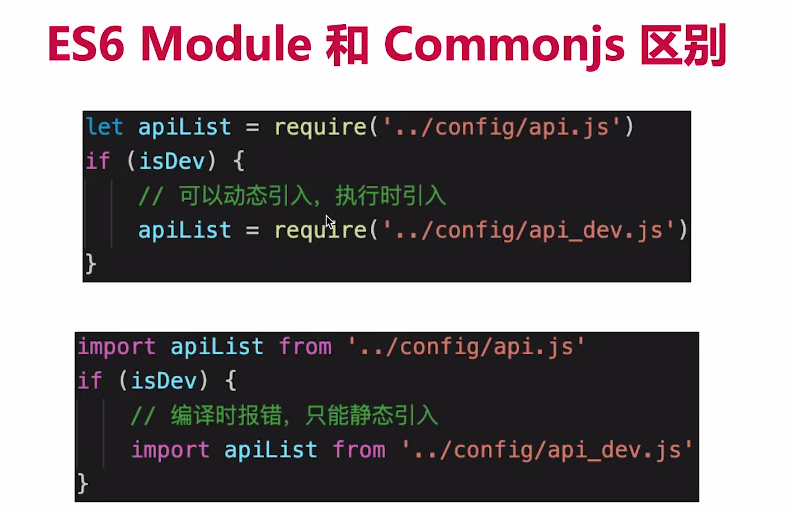 ES6 Module 和 Commonjs 区别
let apiList = require('../config/api.js')
if (isDev) {
// 可以动态引入，执行时引入
apiList = require('../config/api_dev.js')
}
import apiList from '../config/api.js'
if (isDev) {
// 编译时报错，只能静态引入
import apiList from '../config/api_dev.js'
}